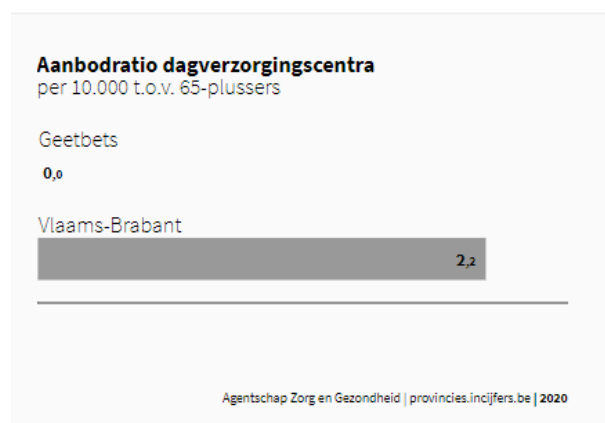 Aanbodratio dagverzorgingscentra
per 10.000 t.o.v. 65-plussers
Geetbets
0,0
Vlaams-Brabant
2,2
Agentschap Zorg en Gezondheid | provincies.incijfers.be | 2020